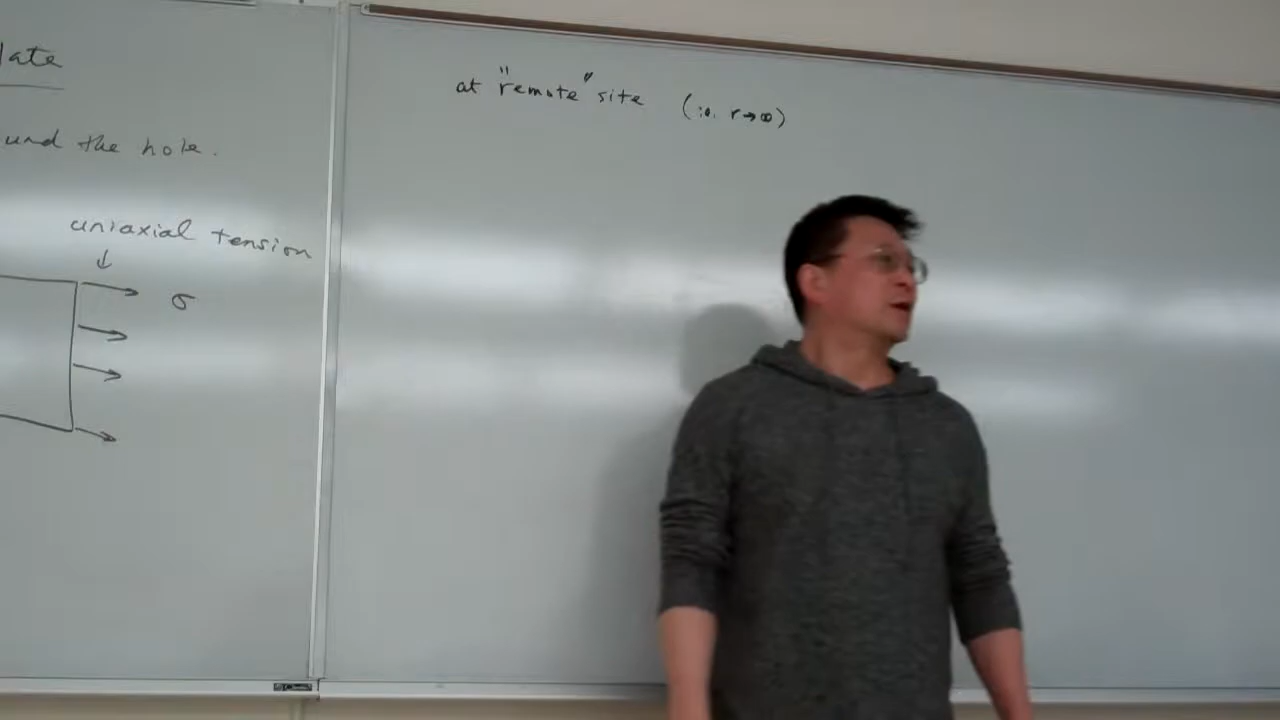 late
und the hole.
uniaxial tension
↓
σ
at "remote" site (i.e. r→∞)